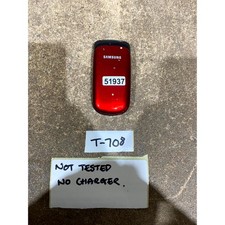 SAMSUNG
51937
T-708
NOT TESTED
NO CHARGER.